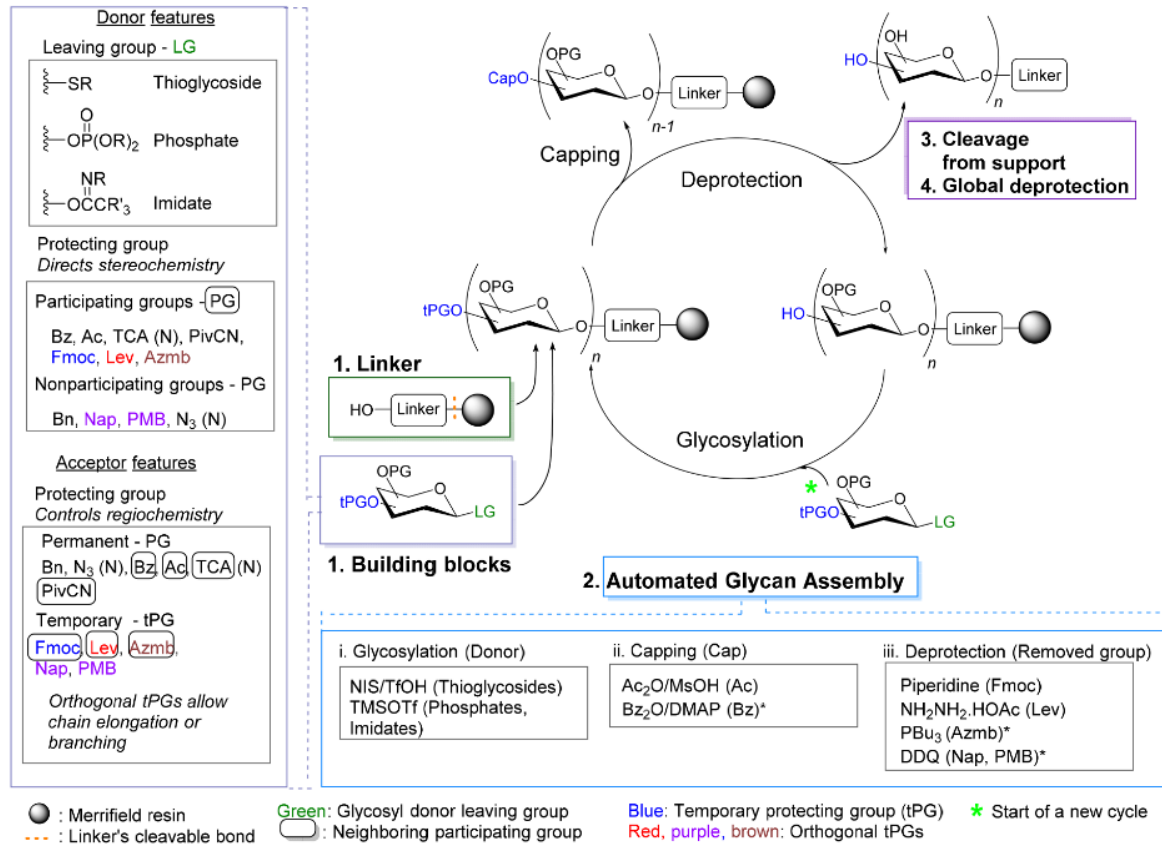 Donor features
Leaving group - LG
SR Thioglycoside
O
OP(OR)2 Phosphate
NR
OCCR'3 Imidate
Protecting group
Directs stereochemistry
Participating groups - PG
Bz, Ac, TCA (N), PivCN,
Fmoc, Lev, Azmb
Nonparticipating groups - PG
Bn, Nap, PMB, N3 (N)
Acceptor features
Protecting group
Controls regiochemistry
Permanent - PG
Bn, N3 (N), Bz, Ac, TCA (N)
PivCN
Temporary - tPG
Fmoc, Lev, Azmb,
Nap, PMB
Orthogonal tPGs allow
chain elongation or
branching
OPG
CapO
O
O
Linker
n-1
OH
HO
O
O
Linker
n
Capping
Deprotection
3. Cleavage
from support
4. Global deprotection
OPG
tPGO
O
O
Linker
n
OPG
HO
O
O
Linker
n
1. Linker
HO
Linker
Glycosylation
OPG
tPGO
O
LG
1. Building blocks
*
OPG
tPGO
O
LG
2. Automated Glycan Assembly
i. Glycosylation (Donor)
NIS/TfOH (Thioglycosides)
TMSOTf (Phosphates,
Imidates)
ii. Capping (Cap)
Ac2O/MsOH (Ac)
Bz2O/DMAP (Bz)*
iii. Deprotection (Removed group)
Piperidine (Fmoc)
NH2NH2.HOAc (Lev)
PBu3 (Azmb)*
DDQ (Nap, PMB)*
: Merrifield resin
: Linker's cleavable bond
Green: Glycosyl donor leaving group
: Neighboring participating group
Blue: Temporary protecting group (tPG)
Red, purple, brown: Orthogonal tPGs
* Start of a new cycle